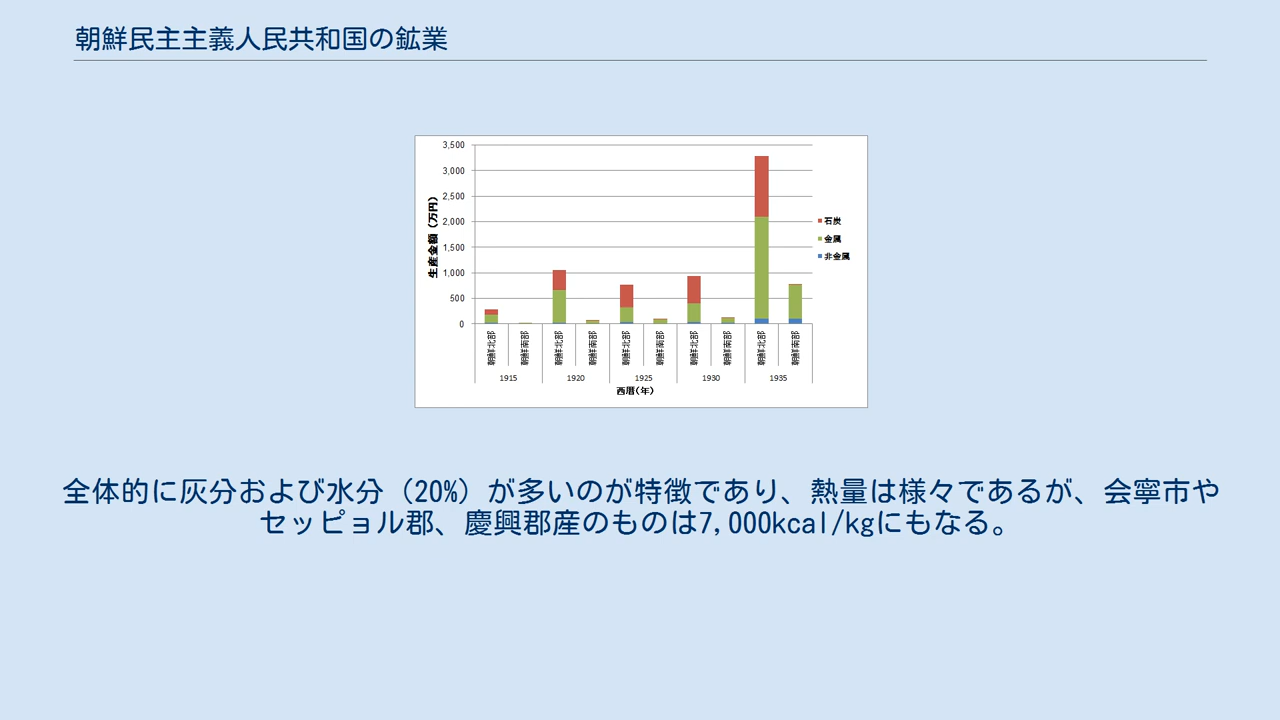 朝鮮民主主義人民共和国の鉱業
3,500
3,000
2,500
2,000
1,500
1,000
500
0
生産金額（万円）
石炭
金属
非金属
朝鮮北部
朝鮮南部
朝鮮北部
朝鮮南部
朝鮮北部
朝鮮南部
朝鮮北部
朝鮮南部
朝鮮北部
朝鮮南部
1915
1920
1925
1930
1935
西暦（年）
全体的に灰分および水分（20%）が多いのが特徴であり、熱量は様々であるが、会寧市や
セッピョル郡、慶興郡産のものは7,000kcal/kgにもなる。